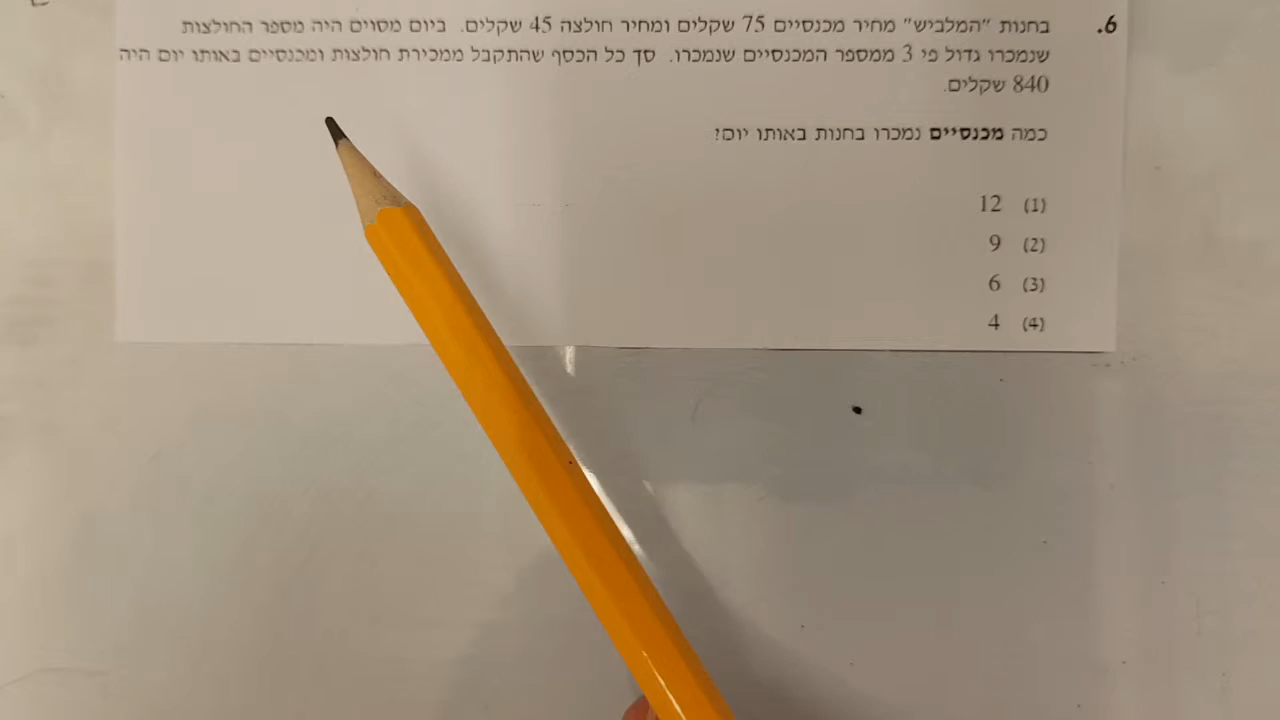 6. בחנות "המלביש" מחיר מכנסיים 75 שקלים ומחיר חולצה 45 שקלים. ביום מסוים היה מספר החולצות
שנמכרו גדול פי 3 ממספר המכנסיים שנמכרו. סך כל הכסף שהתקבל ממכירת חולצות ומכנסיים באותו יום היה
840 שקלים.
כמה מכנסיים נמכרו בחנות באותו יום?
(1) 12
(2) 9
(3) 6
(4) 4